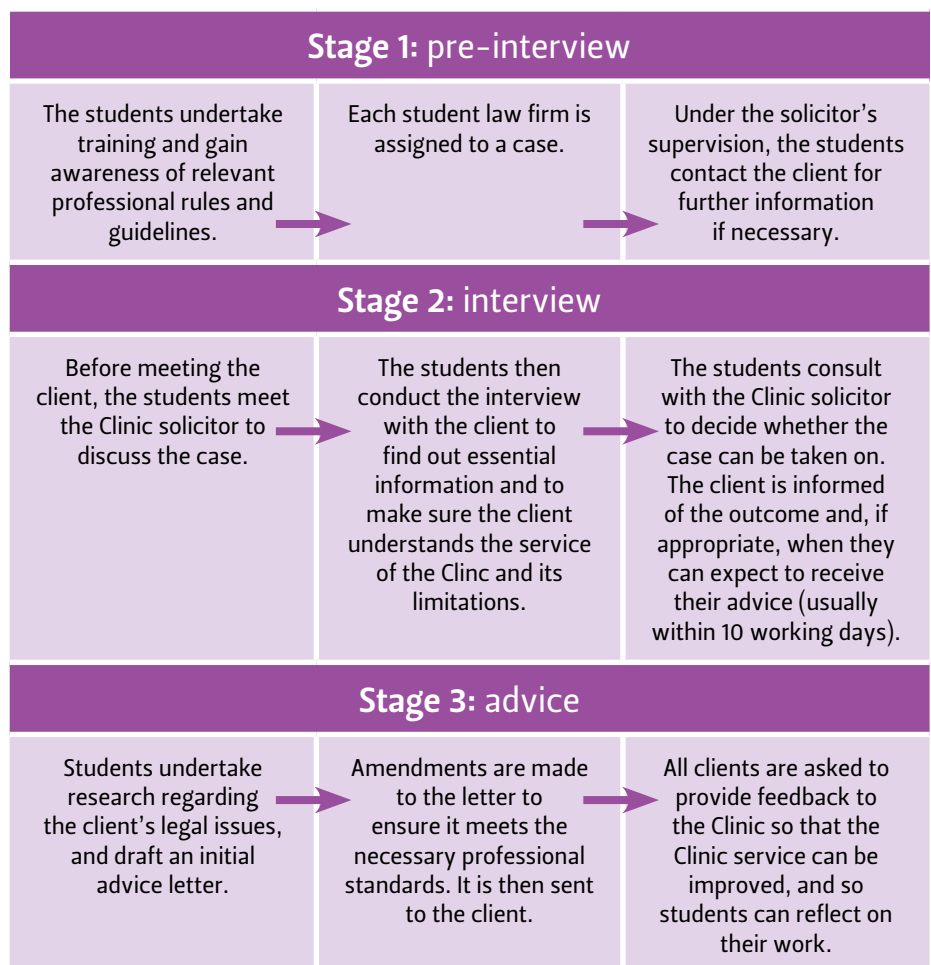 Stage 1: pre-interview
The students undertake
training and gain
awareness of relevant
professional rules and
guidelines.
Each student law firm is
assigned to a case.
Under the solicitor's
supervision, the students
contact the client for
further information
if necessary.
Stage 2: interview
Before meeting the
client, the students meet
the Clinic solicitor to
discuss the case.
The students then
conduct the interview
with the client to
find out essential
information and to
make sure the client
understands the service
of the Clinc and its
limitations.
The students consult
with the Clinic solicitor
to decide whether the
case can be taken on.
The client is informed
of the outcome and, if
appropriate, when they
can expect to receive
their advice (usually
within 10 working days).
Stage 3: advice
Students undertake
research regarding
the client's legal issues,
and draft an initial
advice letter.
Amendments are made
to the letter to
ensure it meets the
necessary professional
standards. It is then sent
to the client.
All clients are asked to
provide feedback to
the Clinic so that the
Clinic service can be
improved, and so
students can reflect on
their work.